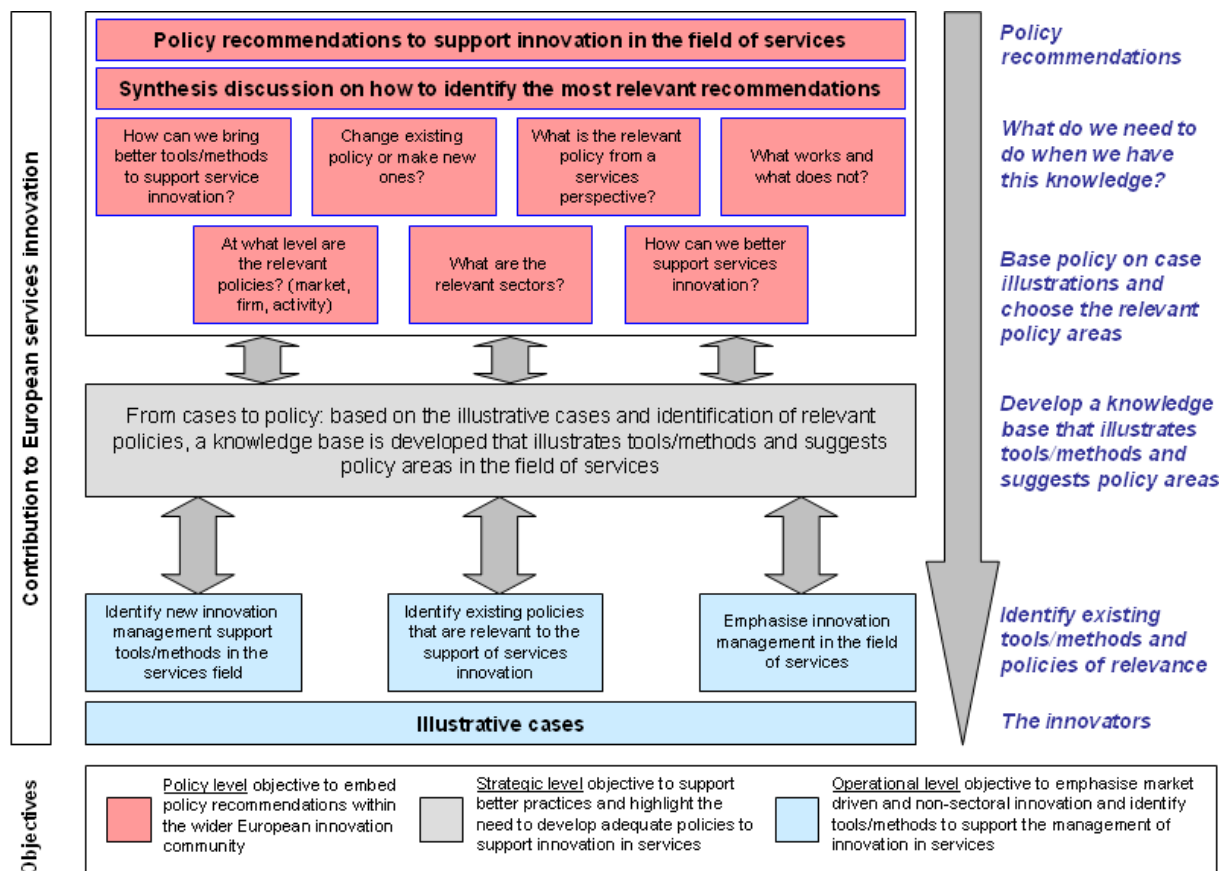 Contribution to European services innovation
Policy recommendations to support innovation in the field of services
Synthesis discussion on how to identify the most relevant recommendations
How can we bring
better tools/methods
to support service
innovation?
Change existing
policy or make new
ones?
What is the relevant
policy from a
services
perspective?
What works and
what does not?
At what level are
the relevant
policies? (market,
firm, activity)
What are the
relevant sectors?
How can we better
support services
innovation?
From cases to policy: based on the illustrative cases and identification of relevant
policies, a knowledge base is developed that illustrates tools/methods and suggests
policy areas in the field of services
Identify new innovation
management support
tools/methods in the
services field
Identify existing policies
that are relevant to the
support of services
innovation
Emphasise innovation
management in the field
of services
Illustrative cases
Policy
recommendations
What do we need to
do when we have
this knowledge?
Base policy on case
illustrations and
choose the relevant
policy areas
Develop a knowledge
base that illustrates
tools/methods and
suggests policy areas
Identify existing
tools/methods and
policies of relevance
The innovators
Objectives
Policy level objective to embed
policy recommendations within
the wider European innovation
community
Strategic level objective to support
better practices and highlight the
need to develop adequate policies to
support innovation in services
Operational level objective to emphasise market
driven and non-sectoral innovation and identify
tools/methods to support the management of
innovation in services